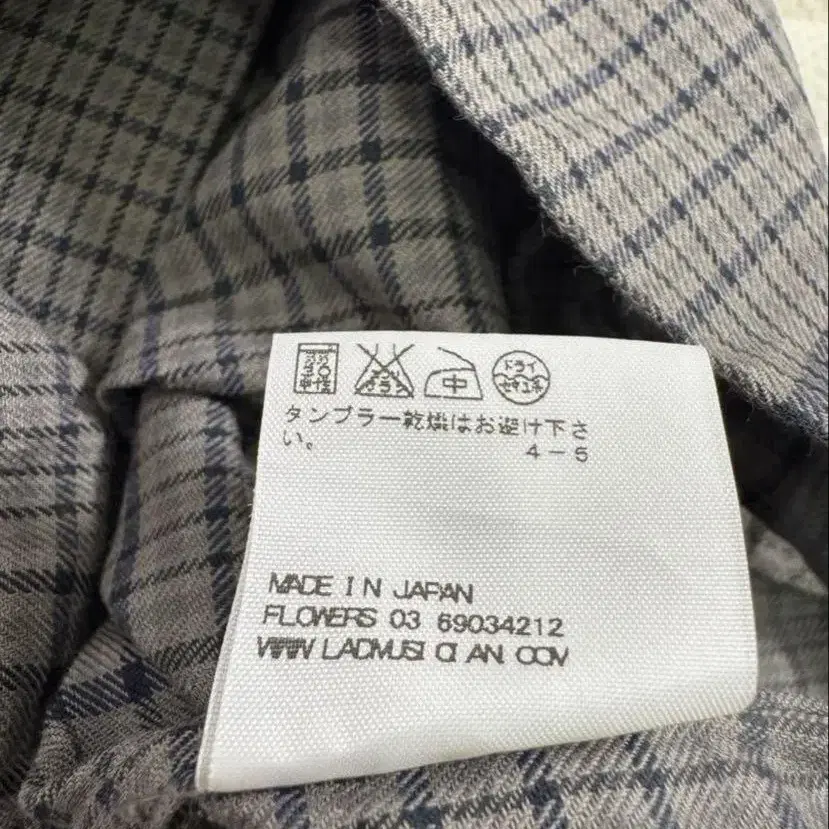 中性
ドライ
セキユ系
中
タンブラー乾燥はお避け下さ
い。
4-5
MADE IN JAPAN
FLOWERS 03 69034212
WWW LADMUSICIAN.COM